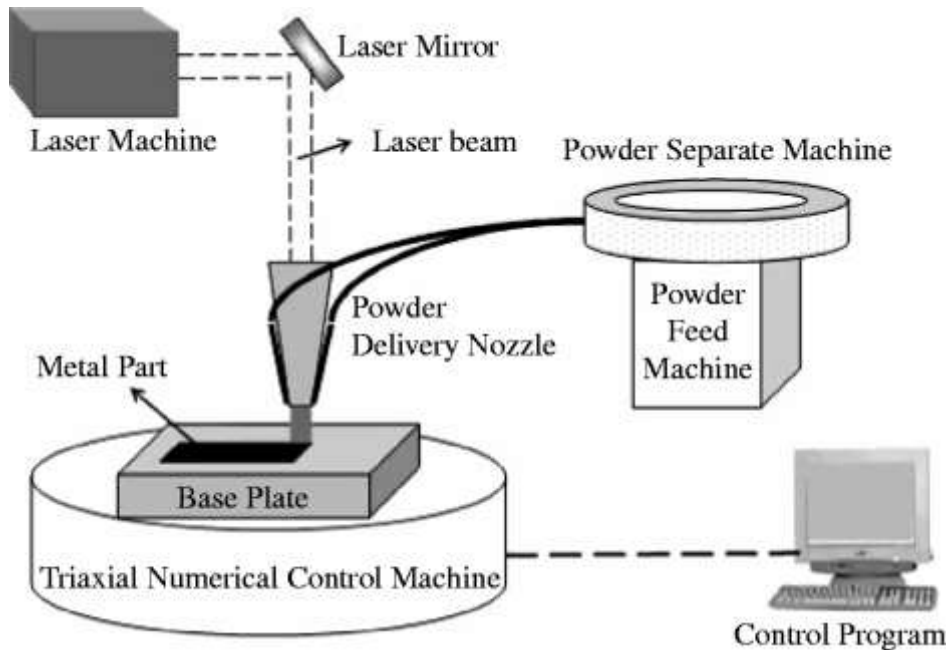 Laser Mirror
Laser Machine
Laser beam
Powder Separate Machine
Powder
Delivery Nozzle
Powder
Feed
Machine
Metal Part
Base Plate
Triaxial Numerical Control Machine
Control Program